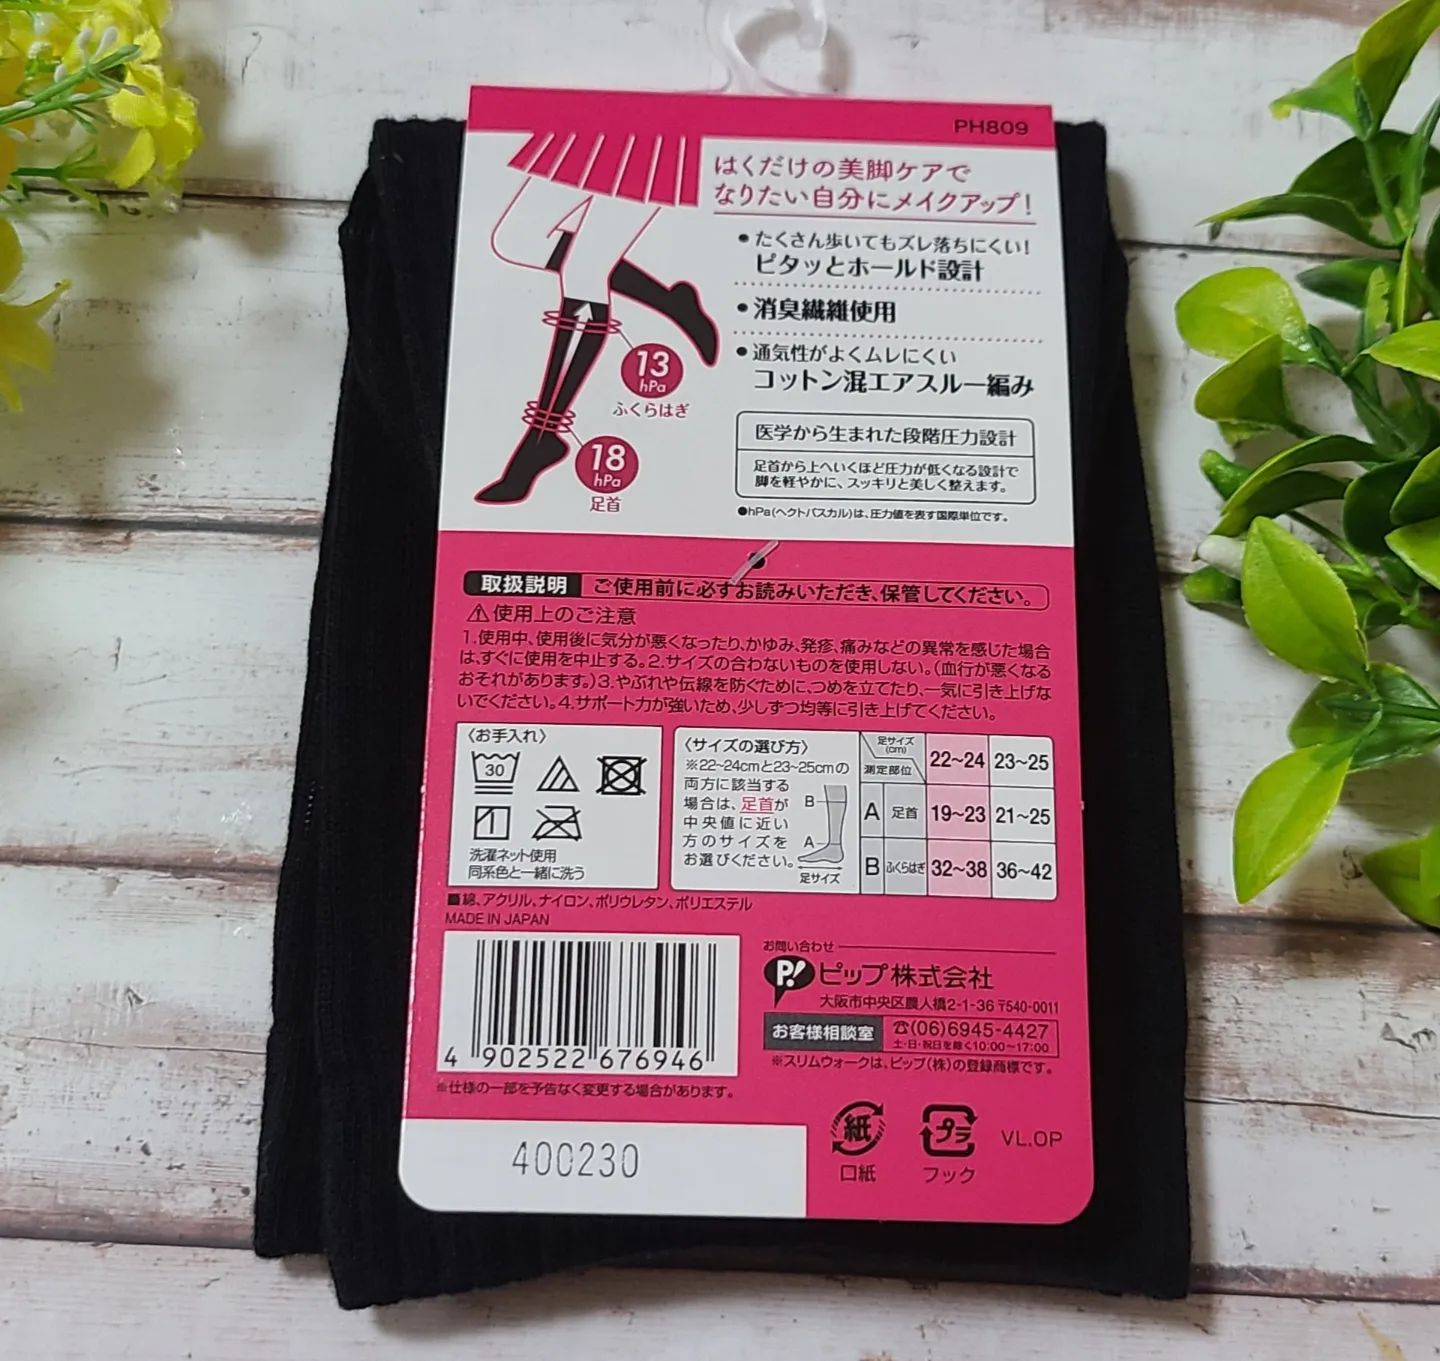 PH809
はくだけの美脚ケアで
なりたい自分にメイクアップ!
•たくさん歩いてもズレ落ちにくい!
ピタッとホールド設計
•消臭繊維使用
•通気性がよくムレにくい
コットン混エアスルー編み
13
hPa
ふくらはぎ
18
hPa
足首
医学から生まれた段階圧力設計
足首から上へいくほど圧力が低くなる設計で
脚を軽やかに、スッキリと美しく整えます。
●hPa(ヘクトパスカル)は、圧力値を表す国際単位です。
取扱説明 ご使用前に必ずお読みいただき、保管してください。
⚠使用上のご注意
1.使用中、使用後に気分が悪くなったり、かゆみ、発疹、痛みなどの異常を感じた場合
は、すぐに使用を中止する。2.サイズの合わないものを使用しない。(血行が悪くなる
おそれがあります。)3.やぶれや伝線を防ぐために、つめを立てたり、一気に引き上げな
いでください。4.サポート力が強いため、少しずつ均等に引き上げてください。
〈お手入れ〉
30
洗濯ネット使用
同系色と一緒に洗う
〈サイズの選び方〉
※22~24cmと23~25cmの
両方に該当する
場合は、足首が
中央値に近い
方のサイズを
お選びください。
B
A
足サイズ
足サイズ(cm) 22~24 23~25
測定部位
A 足首 19~23 21~25
B ふくらはぎ 32~38 36~42
■綿、アクリル、ナイロン、ポリウレタン、ポリエステル
MADE IN JAPAN
4 902522 676946
※仕様の一部を予告なく変更する場合があります。
お問い合わせ
P! ピップ株式会社
大阪市中央区農人橋2-1-36 〒540-0011
お客様相談室 ☎(06)6945-4427
土・日・祝日を除く10:00~17:00
※スリムウォークは、ピップ(株)の登録商標です。
紙
口紙
プラ
フック
VL.OP
400230